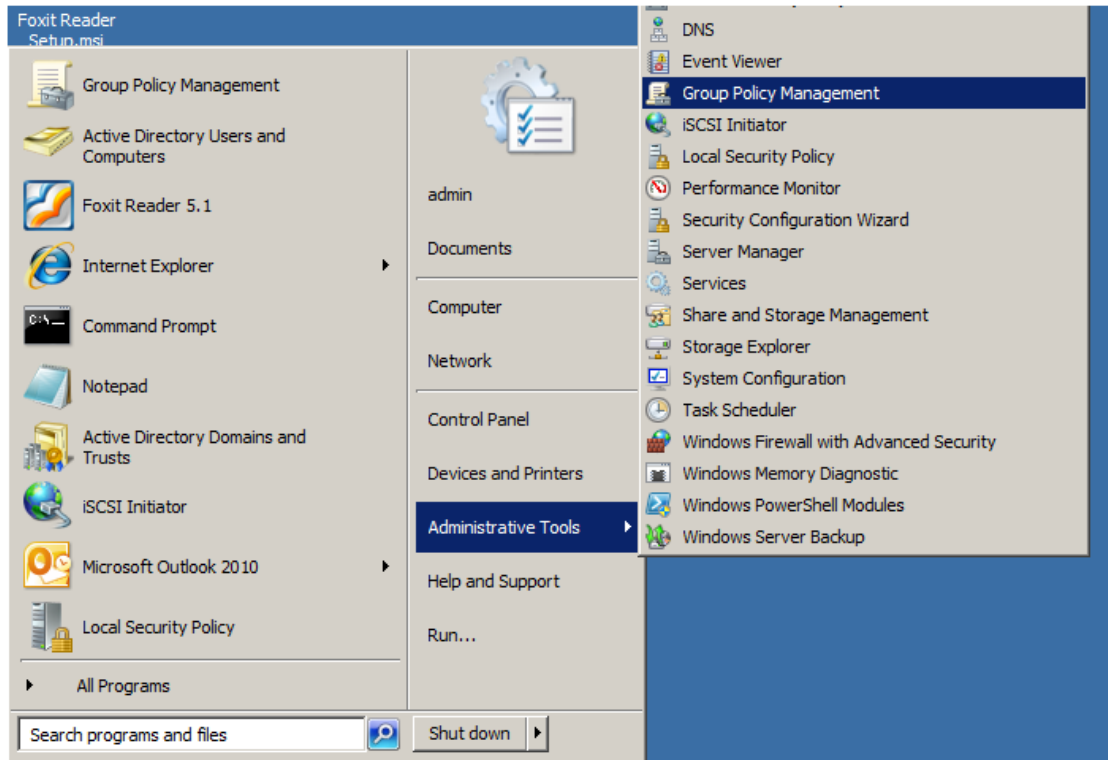 Foxit Reader
Setup.msi
Group Policy Management
Active Directory Users and
Computers
Foxit Reader 5.1
Internet Explorer
Command Prompt
Notepad
Active Directory Domains and
Trusts
iSCSI Initiator
Microsoft Outlook 2010
Local Security Policy
All Programs
Search programs and files
admin
Documents
Computer
Network
Control Panel
Devices and Printers
Administrative Tools
Help and Support
Run...
Shut down
DNS
Event Viewer
Group Policy Management
iSCSI Initiator
Local Security Policy
Performance Monitor
Security Configuration Wizard
Server Manager
Services
Share and Storage Management
Storage Explorer
System Configuration
Task Scheduler
Windows Firewall with Advanced Security
Windows Memory Diagnostic
Windows PowerShell Modules
Windows Server Backup